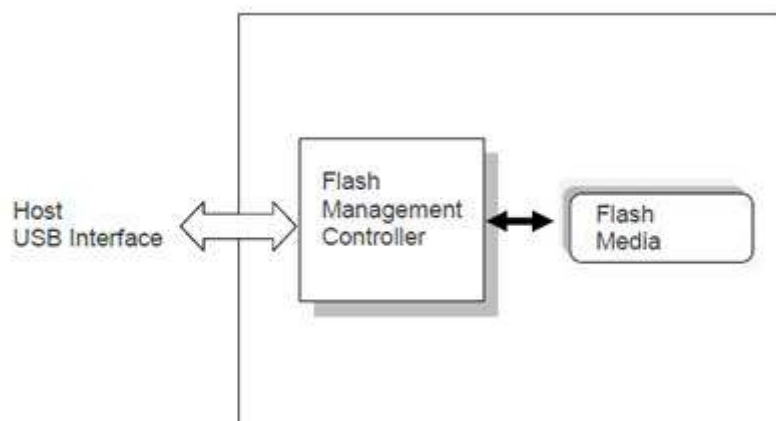 Host
USB Interface
Flash
Management
Controller
Flash
Media